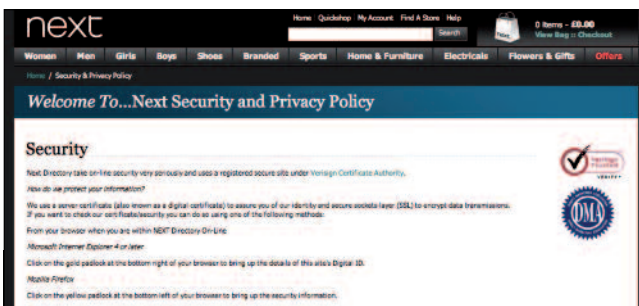 next
Home Quickshop My Account Find A Store Help
Search
0 Items - £0.00
View Bag :: Checkout
Women Men Girls Boys Shoes Branded Sports Home & Furniture Electricals Flowers & Gifts Offers
Home / Security & Privacy Policy
Welcome To...Next Security and Privacy Policy
Security
Next Directory take on-line security very seriously and uses a registered secure site under Verisign Certificate Authority.
How do we protect your information?
We use a server certificate (also known as a digital certificate) to assure you of our identity and secure sockets layer (SSL) to encrypt data transmissions.
If you want to check our certificate/security you can do so using one of the following methods:
From your browser when you are within NEXT Directory On-Line
Microsoft Internet Explorer 4 or later
Click on the gold padlock at the bottom right of your browser to bring up the details of this site's Digital ID.
Mozilla Firefox
Click on the yellow padlock at the bottom left of your browser to bring up the security information.
VERIFY
DMA